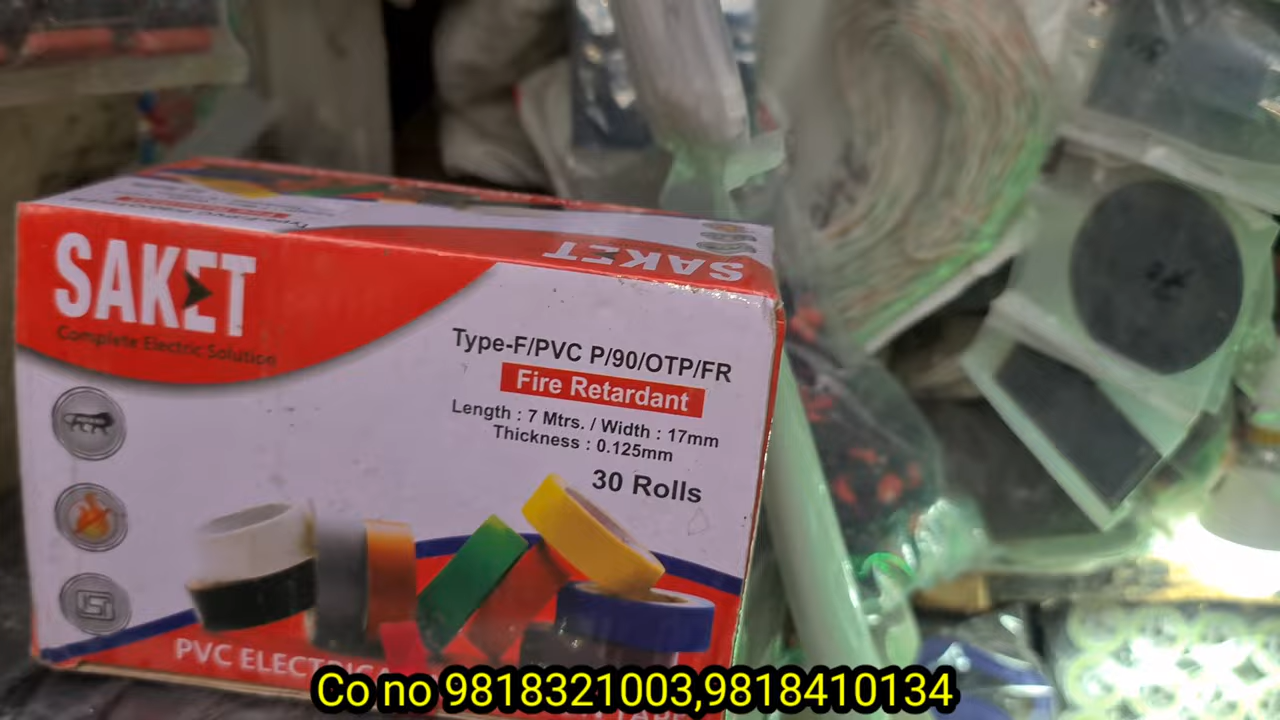 SAKET
SAKET
Complete Electric Solution
Type-F/PVC P/90/OTP/FR
Fire Retardant
Length : 7 Mtrs. / Width : 17mm
Thickness : 0.125mm
30 Rolls
PVC ELECTRICA
Co no 9818321003,9818410134